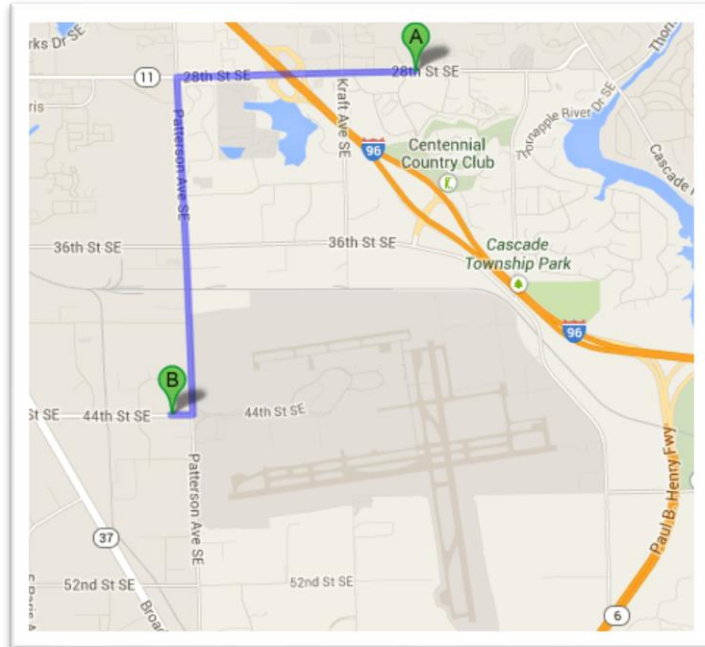 rks Dr SE
A
Thorn
11
28th St SE
28th St SE
ris
Patterson Ave SE
Kraft Ave SE
96
Centennial
Country Club
Thornapple River Dr SE
Cascade
36th St SE
36th St SE
Cascade
Township Park
96
B
St SE
44th St SE
44th St SE
Patterson Ave SE
Paul B. Henry Fwy
37
52nd St SE
52nd St SE
Broa
6